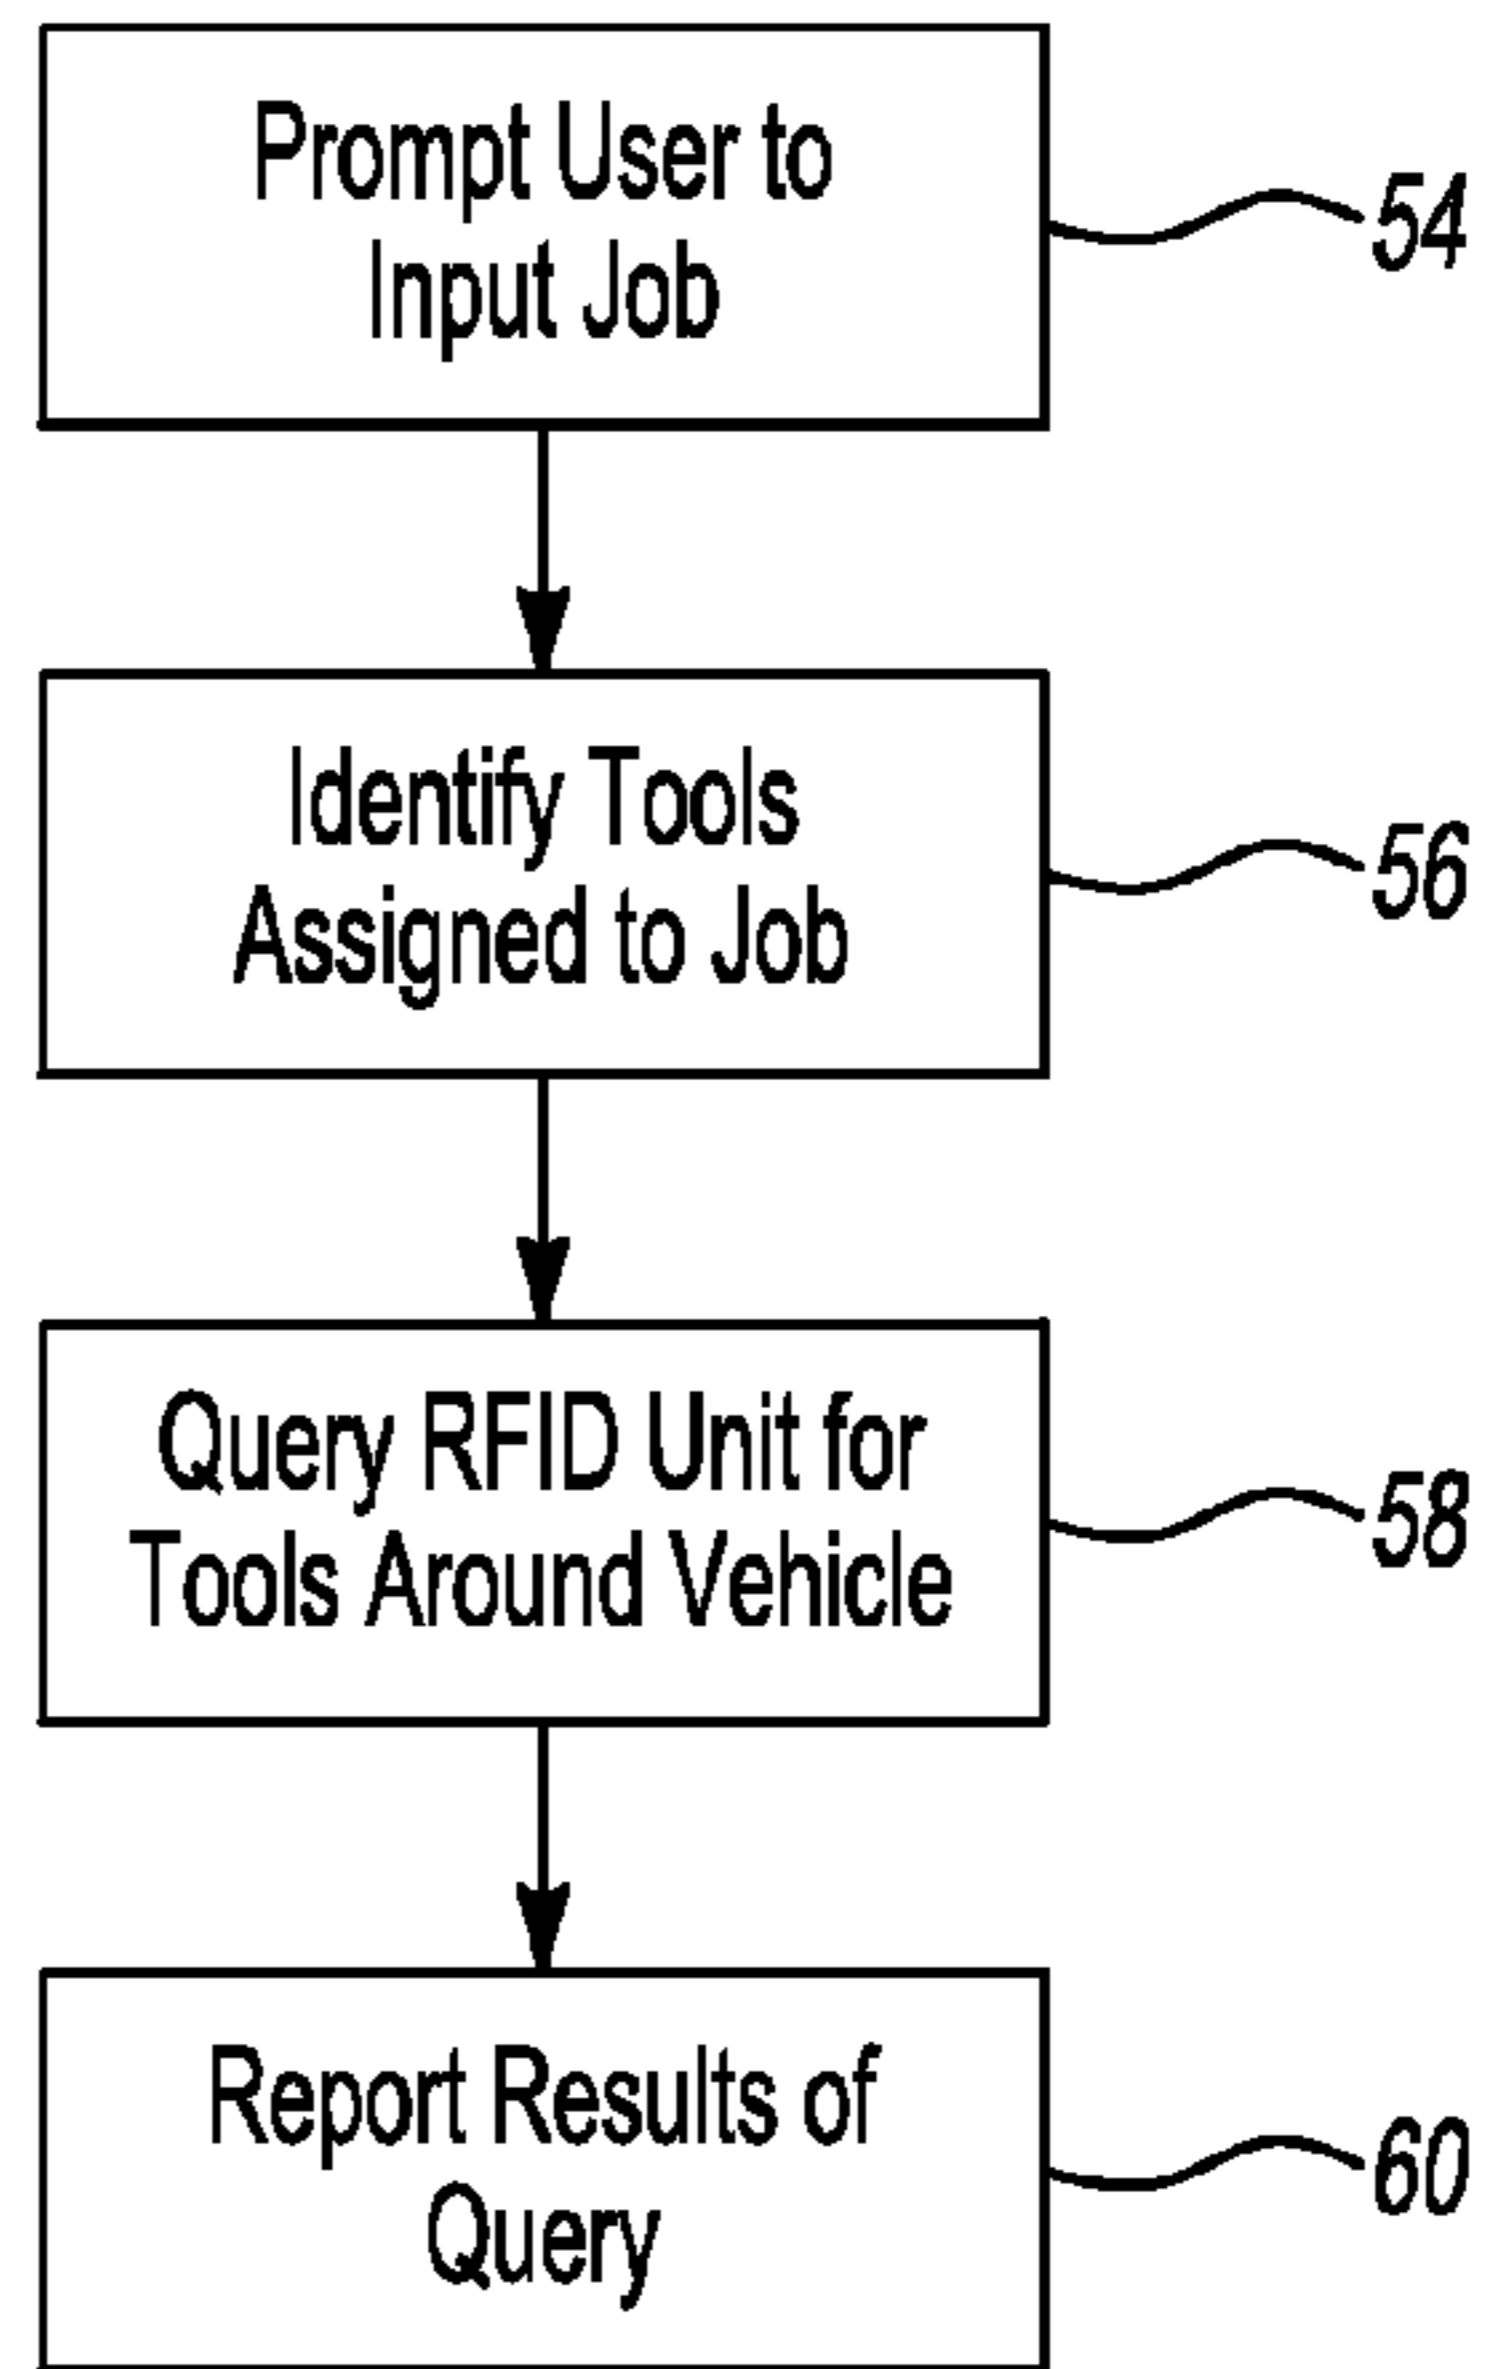 Prompt User to
Input Job
54
Identify Tools
Assigned to Job
56
Query RFID Unit for
Tools Around Vehicle
58
Report Results of
Query
60